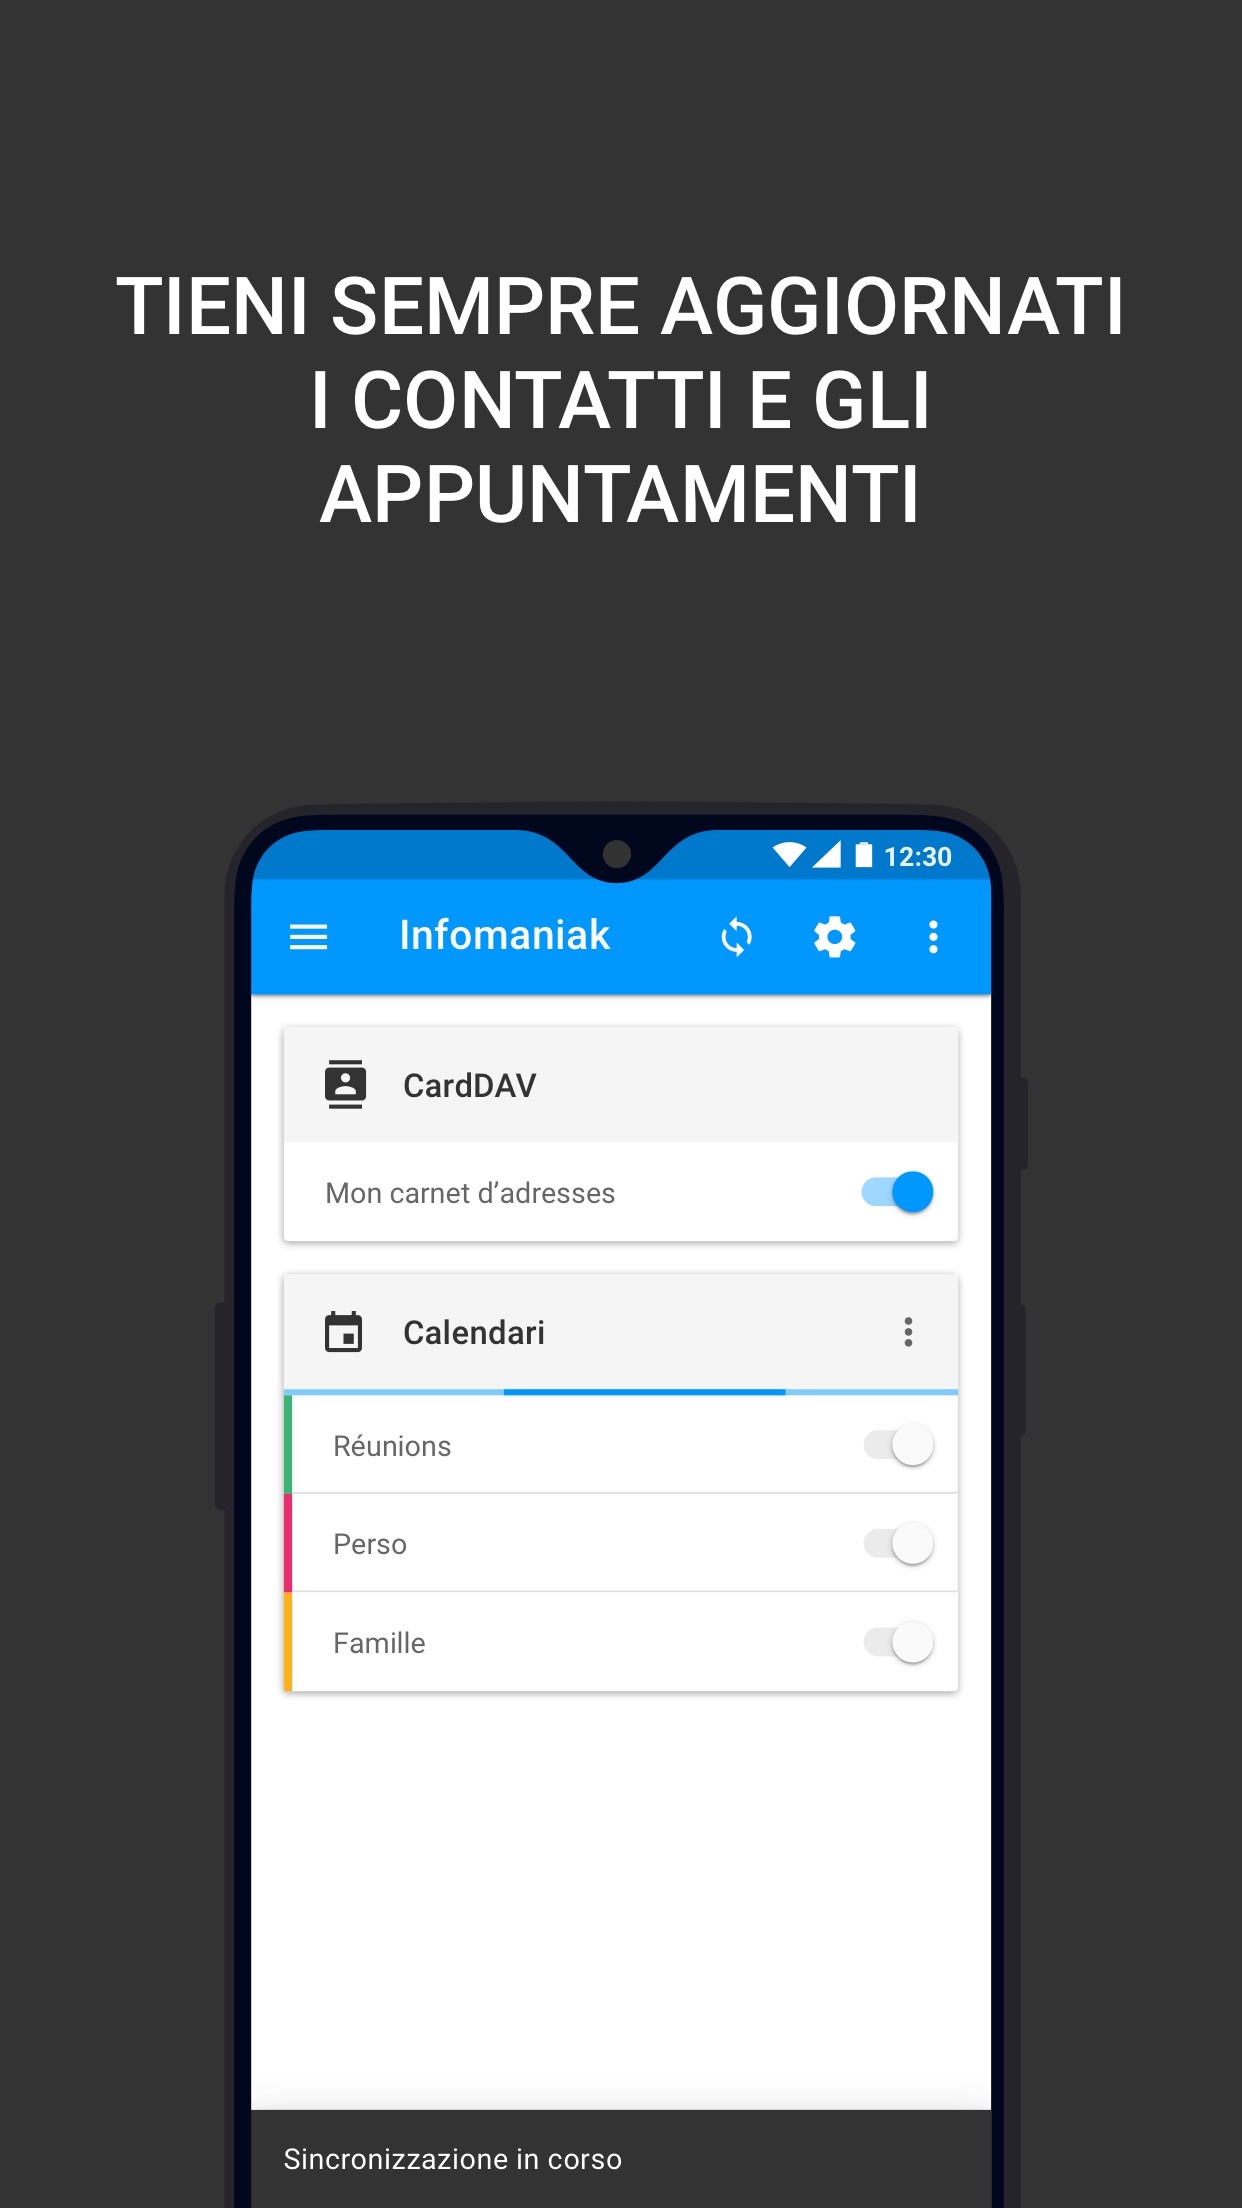 TIENI SEMPRE AGGIORNATI
I CONTATTI E GLI
APPUNTAMENTI
12:30
Infomaniak
CardDAV
Mon carnet d’adresses
Calendari
Réunions
Perso
Famille
Sincronizzazione in corso